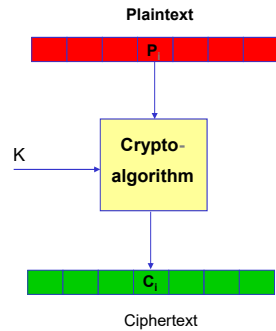 Plaintext
Pi
Crypto-
K
algorithm
Ci
Ciphertext